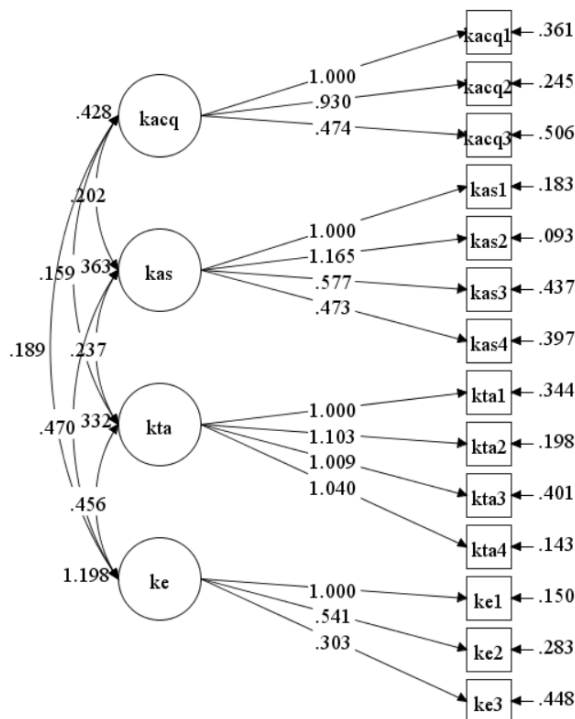 kacq1 .361
1.000
kacq2 .245
.930
.428 kacq
.474
kacq3 .506
kas1 .183
.202
1.000
kas2 .093
1.165
.159 363 kas
.577
kas3 .437
.473
kas4 .397
.189 .237
kta1 .344
1.000
.470 332 kta
1.103
kta2 .198
1.009
kta3 .401
1.040
.456
kta4 .143
1.198 ke
1.000
ke1 .150
.541
ke2 .283
.303
ke3 .448